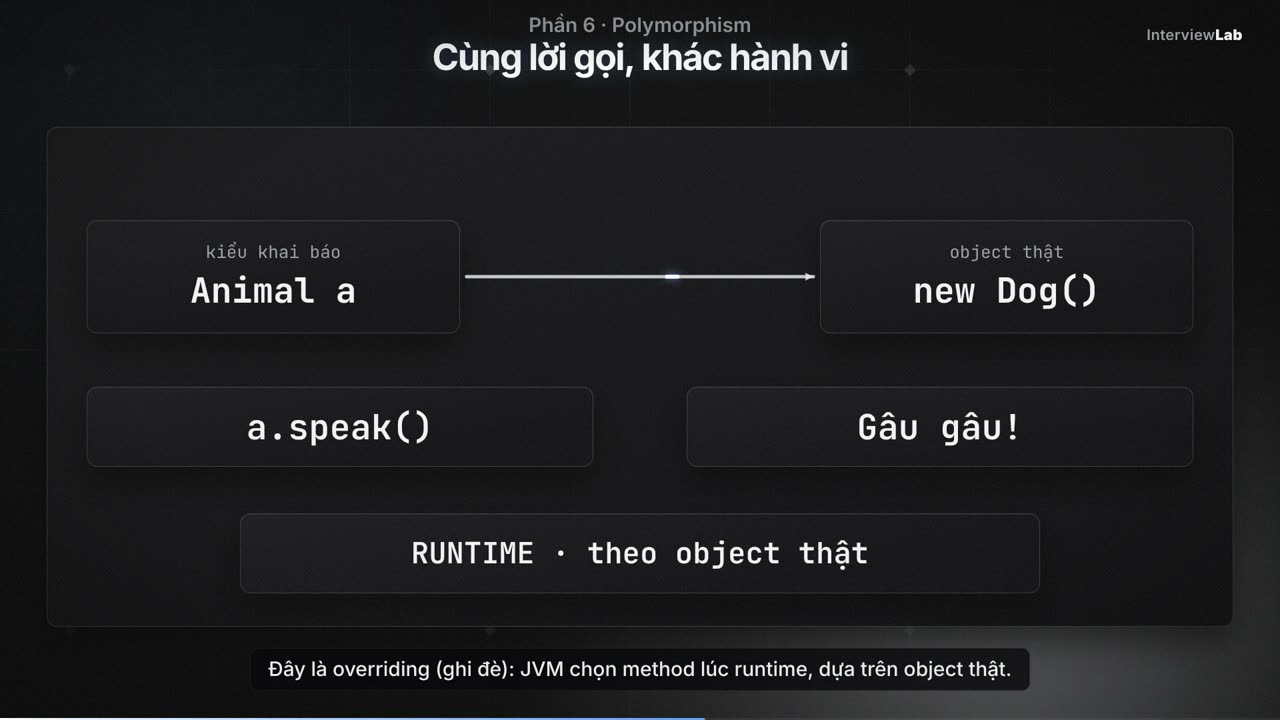 Phần 6 · Polymorphism
Cùng lời gọi, khác hành vi
InterviewLab
kiểu khai báo
Animal a
object thật
new Dog()
a.speak()
Gâu gâu!
RUNTIME · theo object thật
Đây là overriding (ghi đè): JVM chọn method lúc runtime, dựa trên object thật.